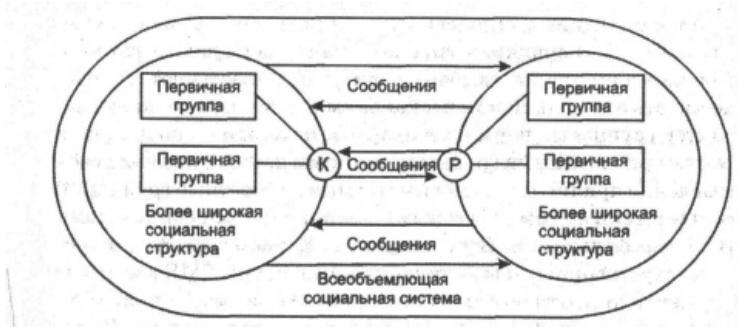 Первичная
группа
Первичная
группа
Более широкая
социальная
структура
Сообщения
К
Сообщения
Р
Сообщения
Всеобъемлющая
социальная система
Первичная
группа
Первичная
группа
Более широкая
социальная
структура